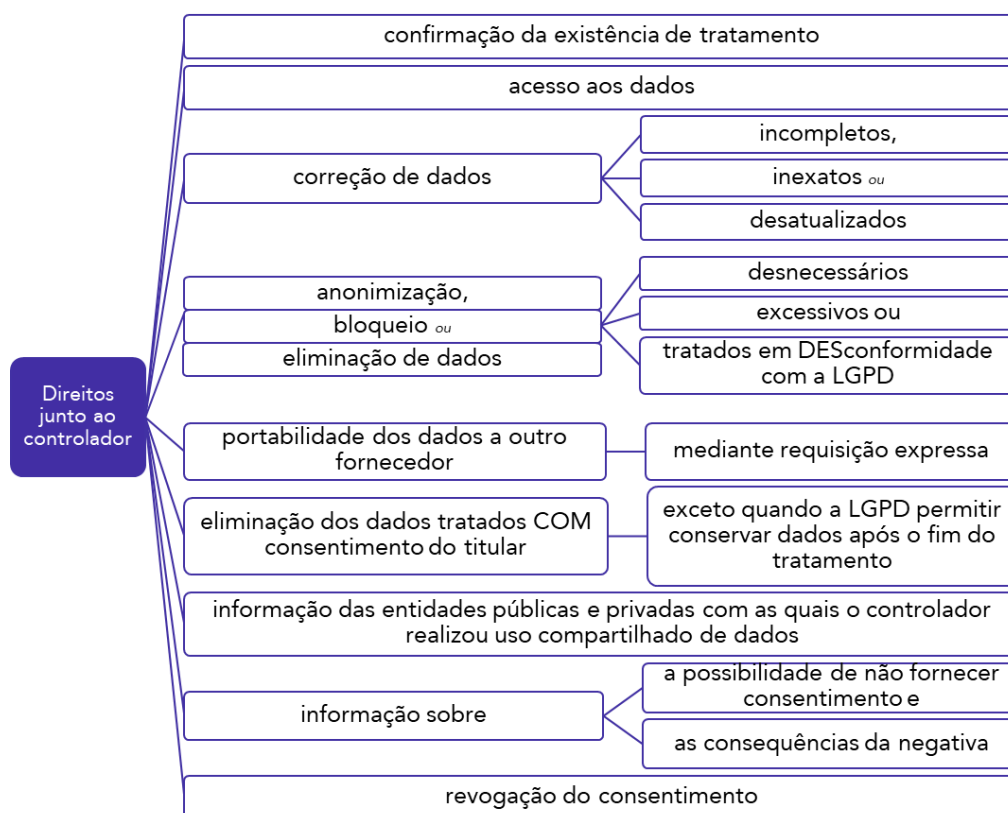 confirmação da existência de tratamento
acesso aos dados
correção de dados
incompletos,
inexatos ou
desatualizados
anonimização,
bloqueio ou
eliminação de dados
desnecessários
excessivos ou
tratados em DESconformidade
com a LGPD
Direitos
junto ao
controlador
portabilidade dos dados a outro
fornecedor
mediante requisição expressa
eliminação dos dados tratados COM
consentimento do titular
exceto quando a LGPD permitir
conservar dados após o fim do
tratamento
informação das entidades públicas e privadas com as quais o controlador
realizou uso compartilhado de dados
informação sobre
a possibilidade de não fornecer
consentimento e
as consequências da negativa
revogação do consentimento